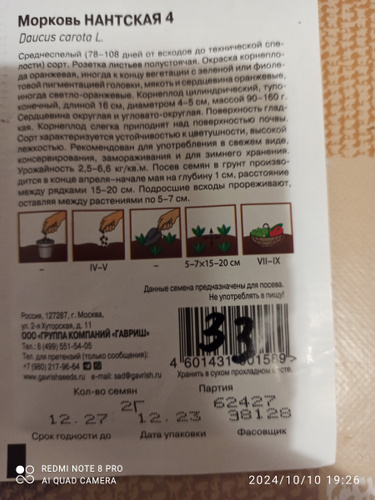 Морковь НАНТСКАЯ 4
Daucus carota L.
Среднеспелый (78–108 дней от всходов до технической спе-
лости) сорт. Розетка листьев полустоячая. Окраска корнепло-
да оранжевая, иногда к концу вегетации с зеленой или фиоле-
товой пигментацией головки, мякоть и сердцевина оранжевые,
иногда светло-оранжевые. Корнеплод цилиндрический, тупо-
конечный, длиной 16 см, диаметром 4–5 см, массой 90–160 г.
Сердцевина округлая и угловато-округлая. Поверхность глад-
кая. Корнеплод слегка приподнят над поверхностью почвы.
Сорт характеризуется устойчивостью к цветушности, высокой
лежкостью. Рекомендован для употребления в свежем виде,
консервирования, замораживания и для зимнего хранения.
Урожайность 2,5–6,6 кг/кв.м. Посев семян в грунт произво-
дится в конце апреля–начале мая на глубину 1 см, расстояние
между рядками 15–20 см. Подросшие всходы прореживают,
оставляя между растениями по 5–7 см.
– IV–V – 5–7×15–20 см VII–IX
Данные семена предназначены для посева.
Не употреблять в пищу!
Россия, 127287, г. Москва,
ул. 2-я Хуторская, д. 11
ООО «ГРУППА КОМПАНИЙ «ГАВРИШ»
Тел.: 8 (499) 551-54-05
Тел. для претензий (только сообщения):
+7 (980) 217-96-64
www.gavrishseeds.ru e-mail: sad@gavrish.ru
33
4 601431 001589
Хранить в сухом прохладном месте.
Кол-во семян Партия
2Г 62427
12.27 12.23 38128
Срок годности до Дата упаковки Фасовщик
REDMI NOTE 8 PRO
AI QUAD CAMERA
2024/10/10 19:26